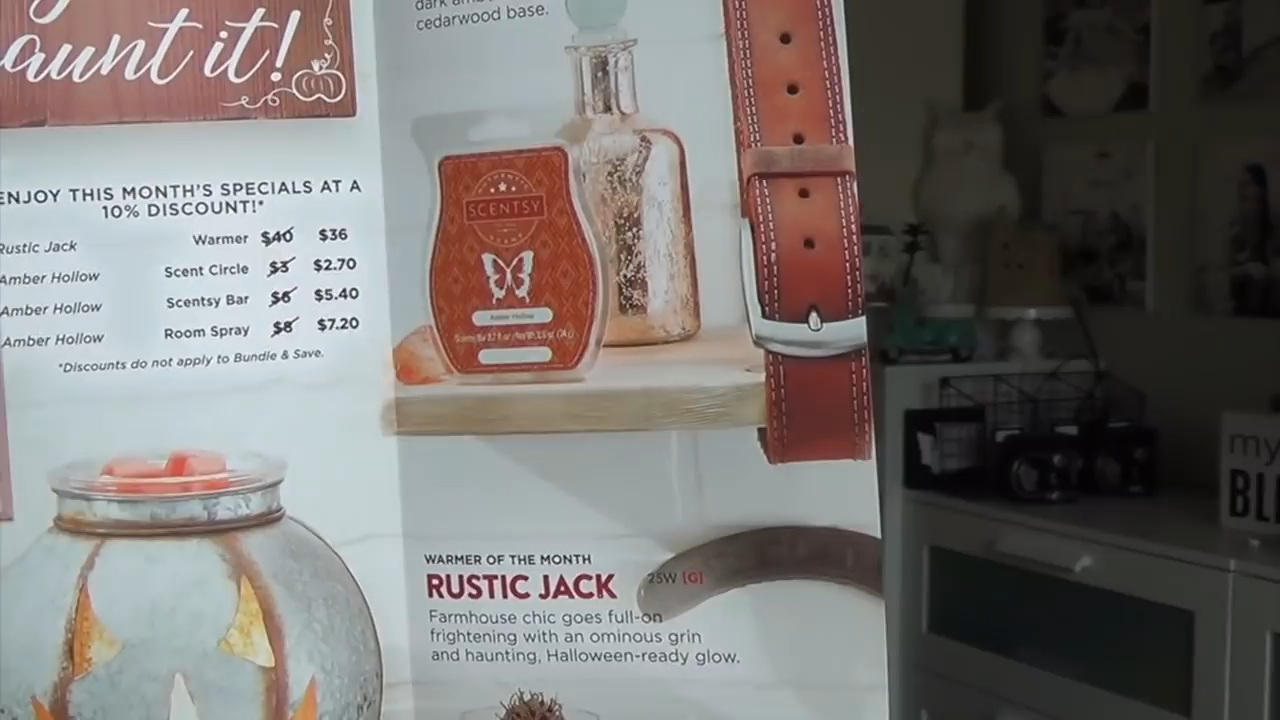 aunt it!
cedarwood base.
ENJOY THIS MONTH'S SPECIALS AT A
10% DISCOUNT!*
Rustic Jack Warmer $40 $36
Amber Hollow Scent Circle $3 $2.70
Amber Hollow Scentsy Bar $6 $5.40
Amber Hollow Room Spray $8 $7.20
*Discounts do not apply to Bundle & Save.
AUTHENTIC
SCENTSY
Amber Hollow
WARMER OF THE MONTH
RUSTIC JACK 25W [G]
Farmhouse chic goes full-on
frightening with an ominous grin
and haunting, Halloween-ready glow.
my